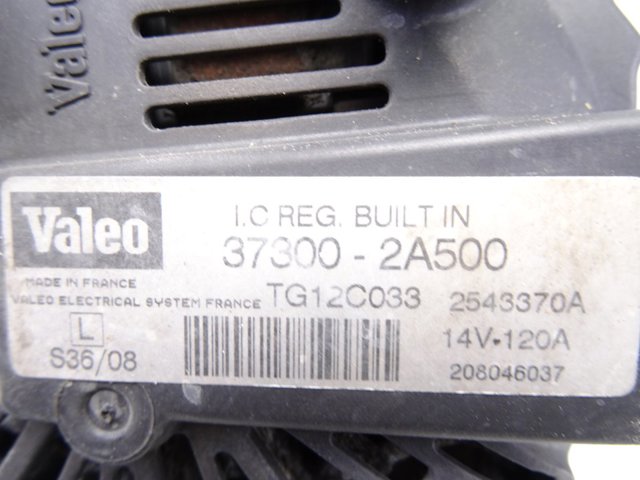 Valeo
Valeo
I.C REG. BUILT.IN
37300 - 2A500
MADE IN FRANCE
VALEO ELECTRICAL SYSTEM FRANCE
TG12C033 2543370A
L
14V-120A
S36/08
208046037